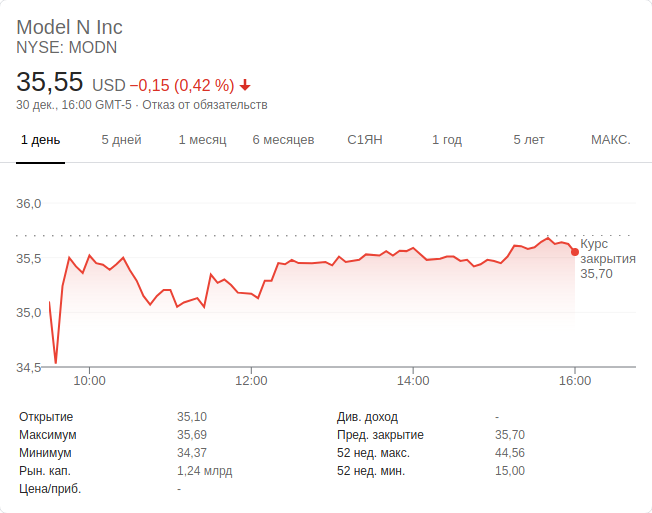 Model N Inc
NYSE: MODN
35,55 USD −0,15 (0,42 %)
30 дек., 16:00 GMT-5 · Отказ от обязательств
1 день 5 дней 1 месяц 6 месяцев С1ЯН 1 год 5 лет МАКС.
36,0
35,5
35,0
34,5
Курс
закрытия
35,70
10:00 12:00 14:00 16:00
Открытие 35,10 Див. доход -
Максимум 35,69 Пред. закрытие 35,70
Минимум 34,37 52 нед. макс. 44,56
Рын. кап. 1,24 млрд 52 нед. мин. 15,00
Цена/приб. -